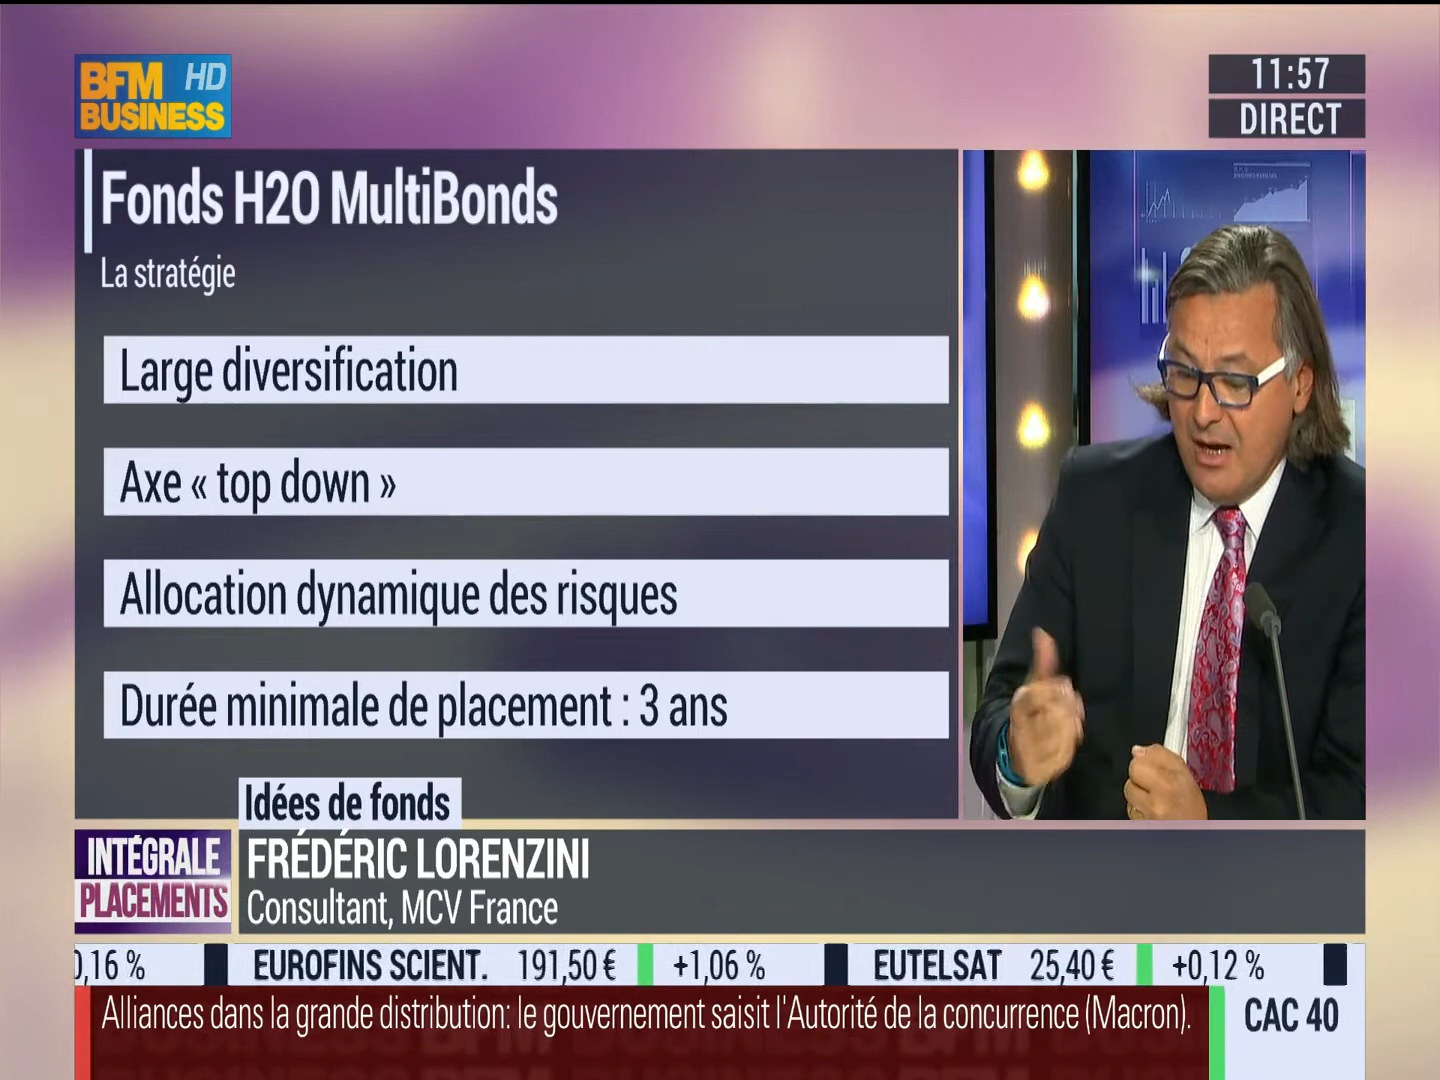 BFM HD
BUSINESS
11:57
DIRECT
Fonds H2O MultiBonds
La stratégie
Large diversification
Axe « top down »
Allocation dynamique des risques
Durée minimale de placement : 3 ans
Idées de fonds
INTÉGRALE
PLACEMENTS
FRÉDÉRIC LORENZINI
Consultant, MCV France
0,16 % EUROFINS SCIENT. 191,50 € +1,06 % EUTELSAT 25,40 € +0,12 %
Alliances dans la grande distribution: le gouvernement saisit l'Autorité de la concurrence (Macron).
CAC 40